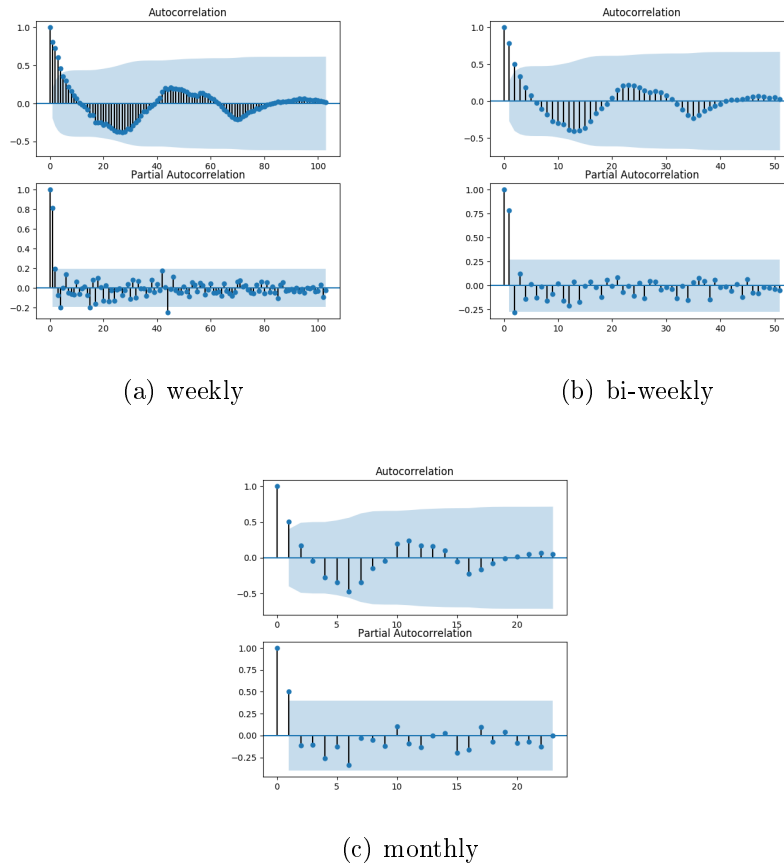 Autocorrelation
1.0
0.5
0.0
−0.5
0 20 40 60 80 100
Partial Autocorrelation
1.0
0.8
0.6
0.4
0.2
0.0
−0.2
0 20 40 60 80 100
(a) weekly
Autocorrelation
1.0
0.5
0.0
−0.5
0 10 20 30 40 50
Partial Autocorrelation
1.00
0.75
0.50
0.25
0.00
−0.25
0 10 20 30 40 50
(b) bi-weekly
Autocorrelation
1.0
0.5
0.0
−0.5
0 5 10 15 20
Partial Autocorrelation
1.00
0.75
0.50
0.25
0.00
−0.25
0 5 10 15 20
(c) monthly